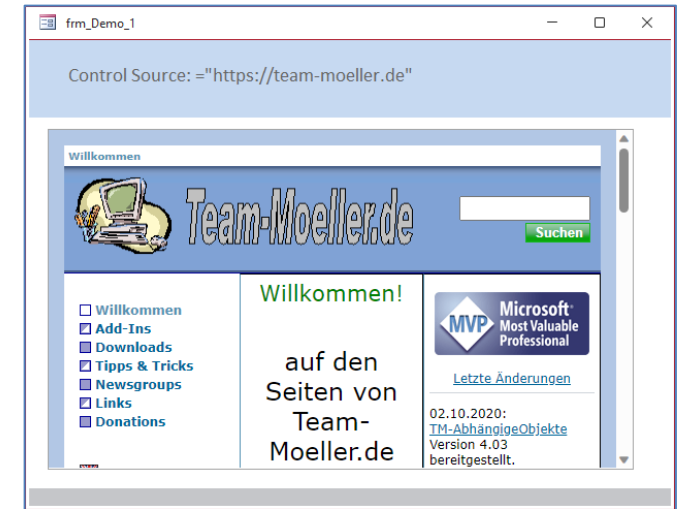 frm_Demo_1
Control Source: ="https://team-moeller.de"
Willkommen
Team-Moeller.de
Suchen
Willkommen
Add-Ins
Downloads
Tipps & Tricks
Newsgroups
Links
Donations
Willkommen!
auf den
Seiten von
Team-
Moeller.de
MVP
Microsoft
Most Valuable
Professional
Letzte Änderungen
02.10.2020:
TM-AbhängigeObjekte
Version 4.03
bereitgestellt.